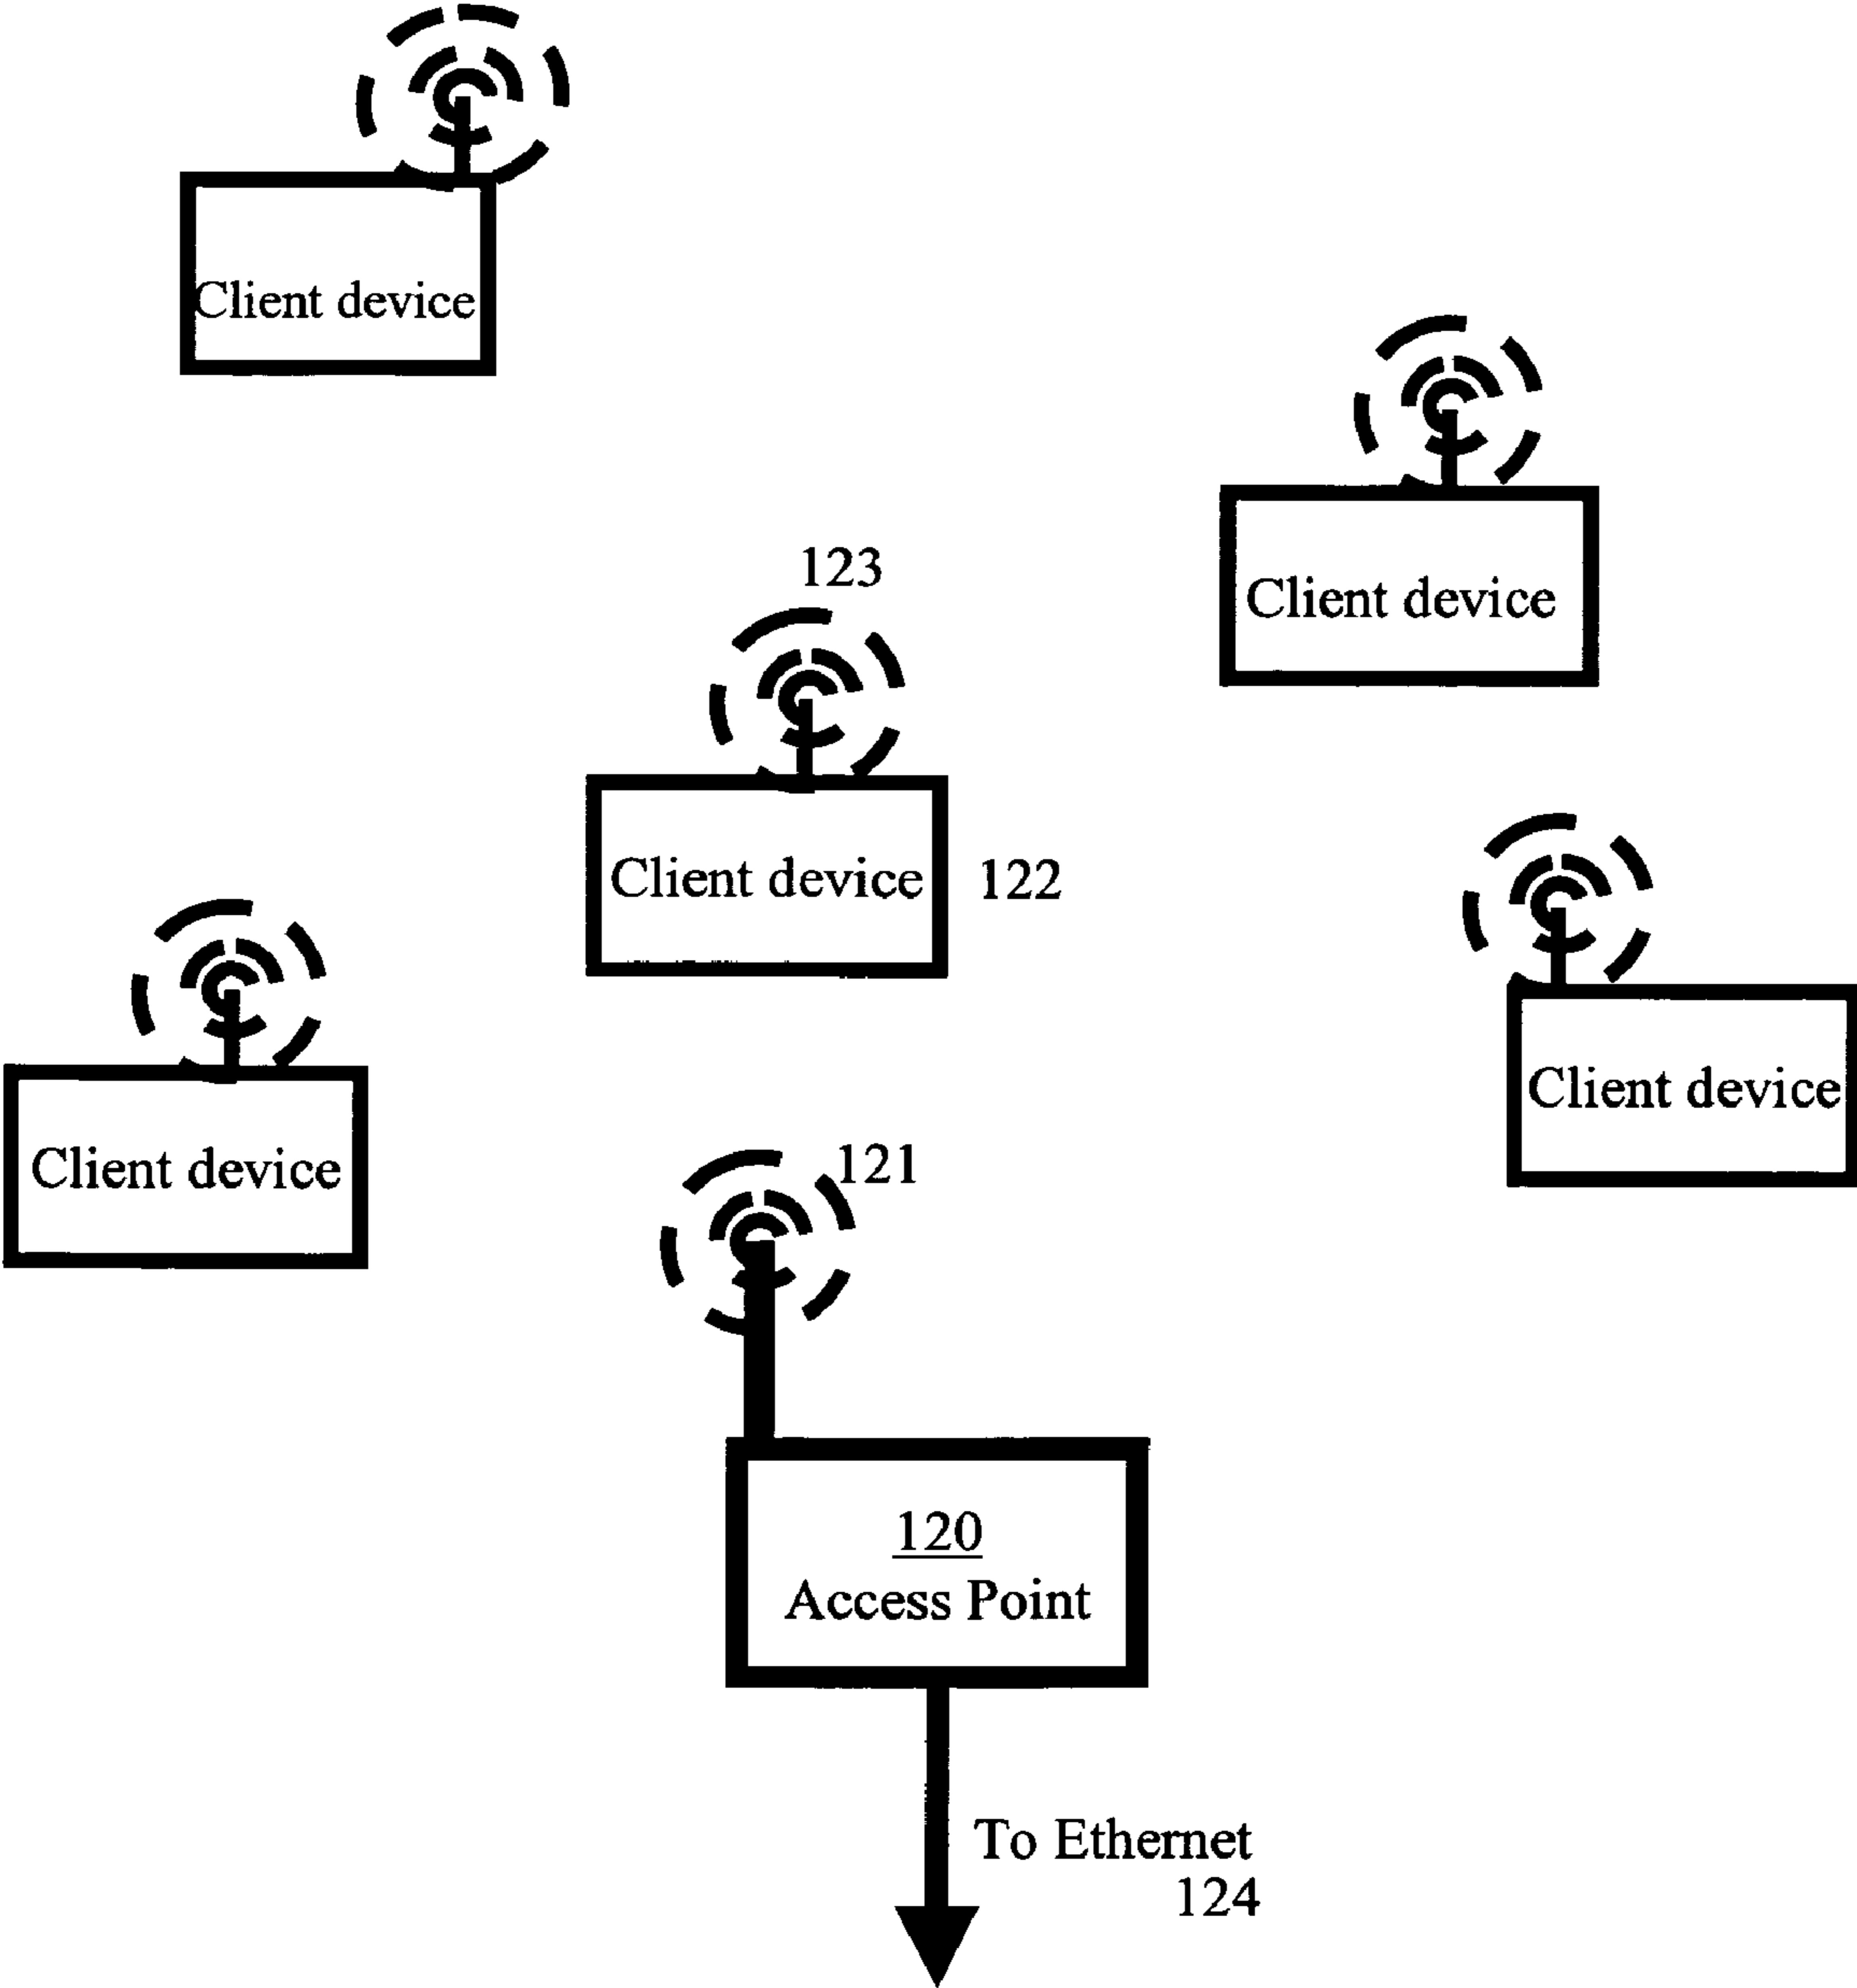 Client device
Client device
123
Client device
122
Client device
Client device
121
120
Access Point
To Ethernet
124